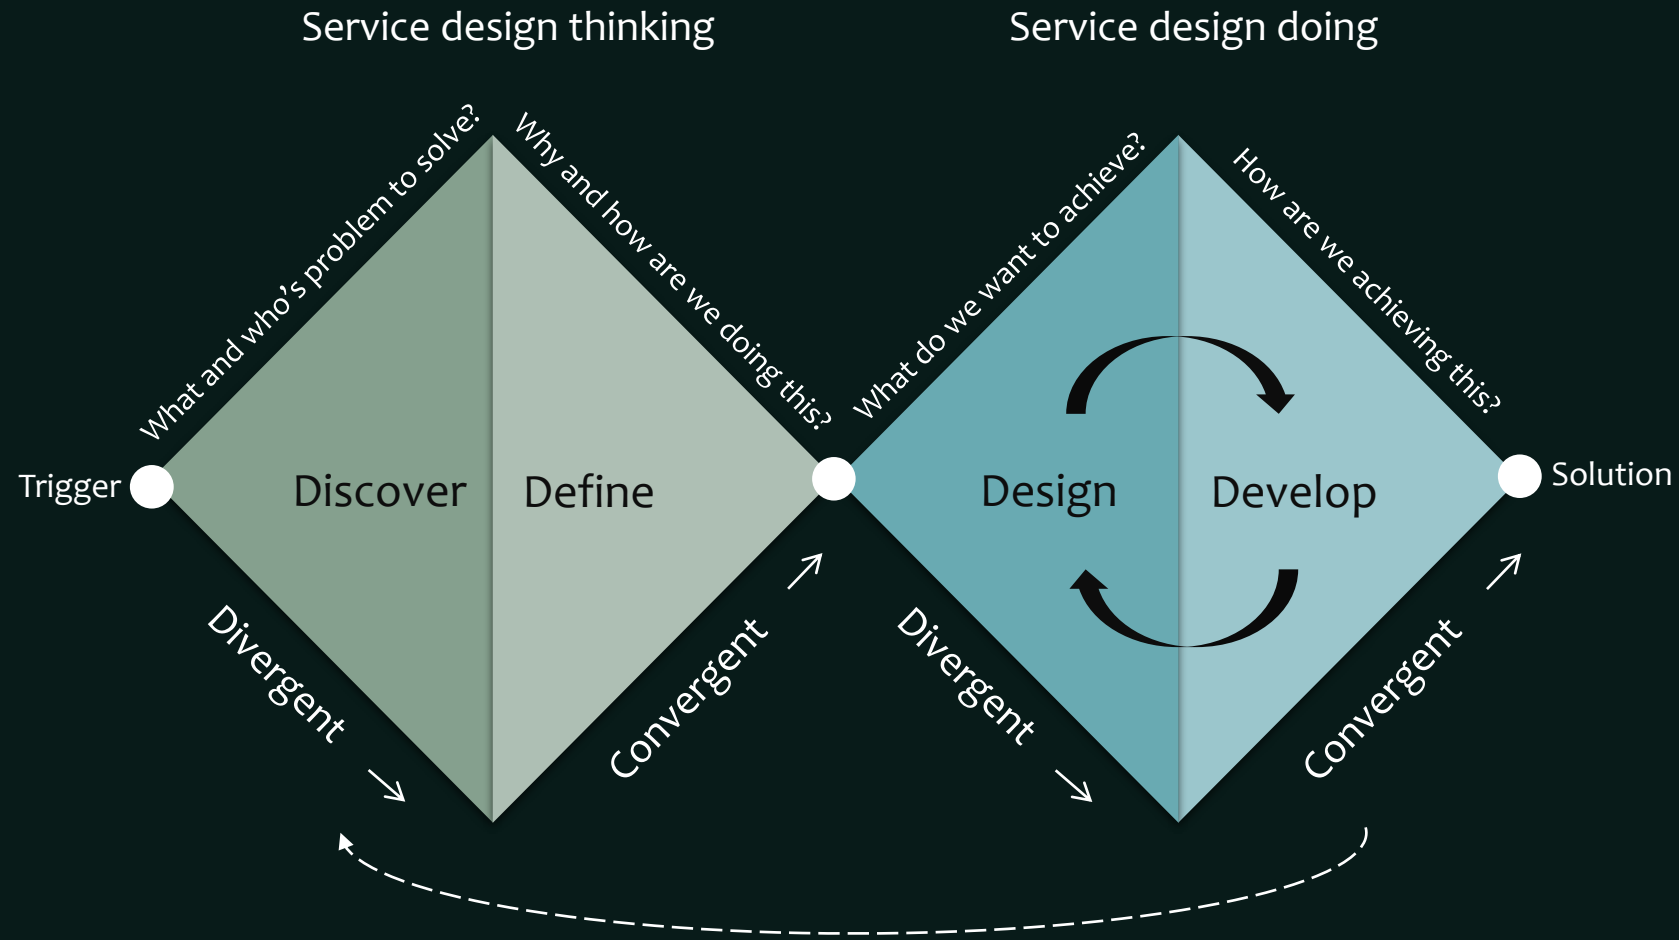 Service design thinking
Service design doing
What and who's problem to solve?
Why and how are we doing this?
What do we want to achieve?
How are we achieving this?
Trigger
Discover
Define
Design
Develop
Solution
Divergent
Convergent
Divergent
Convergent